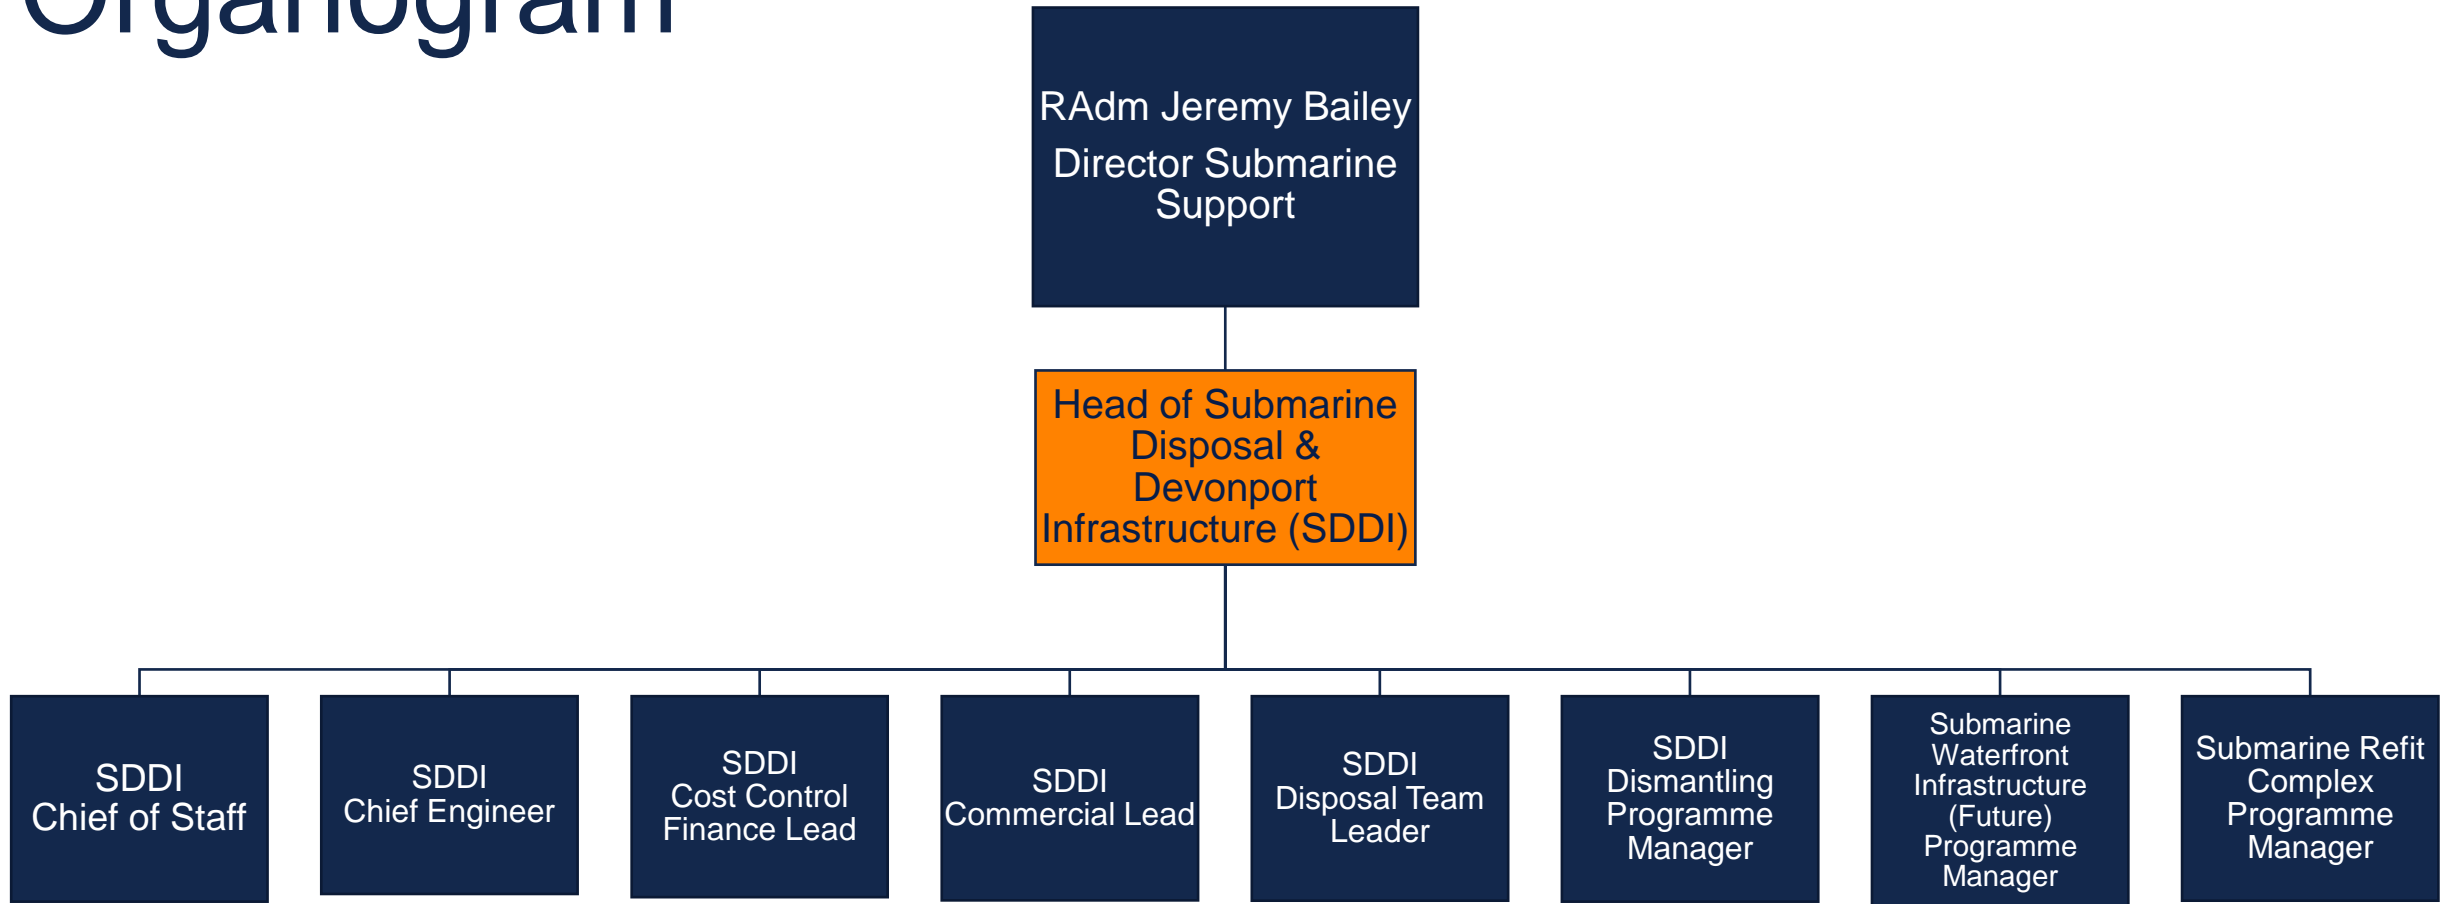 Organogram
RAdm Jeremy Bailey
Director Submarine
Support
Head of Submarine
Disposal &
Devonport
Infrastructure (SDDI)
SDDI
Chief of Staff
SDDI
Chief Engineer
SDDI
Cost Control
Finance Lead
SDDI
Commercial Lead
SDDI
Disposal Team
Leader
SDDI
Dismantling
Programme
Manager
Submarine
Waterfront
Infrastructure
(Future)
Programme
Manager
Submarine Refit
Complex
Programme
Manager